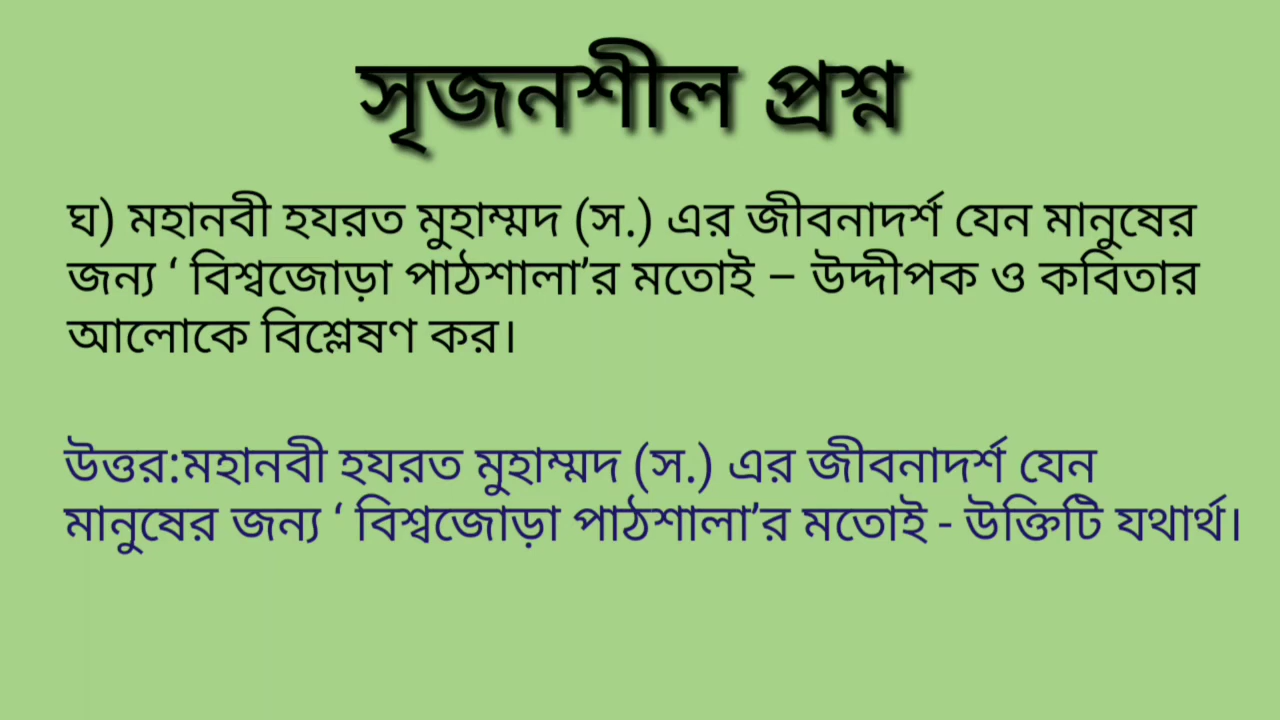 সৃজনশীল প্রশ্ন
ঘ) মহানবী হযরত মুহাম্মদ (স.) এর জীবনাদর্শ যেন মানুষের
জন্য ‘ বিশ্বজোড়া পাঠশালা’র মতোই – উদ্দীপক ও কবিতার
আলোকে বিশ্লেষণ কর।
উত্তর:মহানবী হযরত মুহাম্মদ (স.) এর জীবনাদর্শ যেন
মানুষের জন্য ‘ বিশ্বজোড়া পাঠশালা’র মতোই - উক্তিটি যথার্থ।